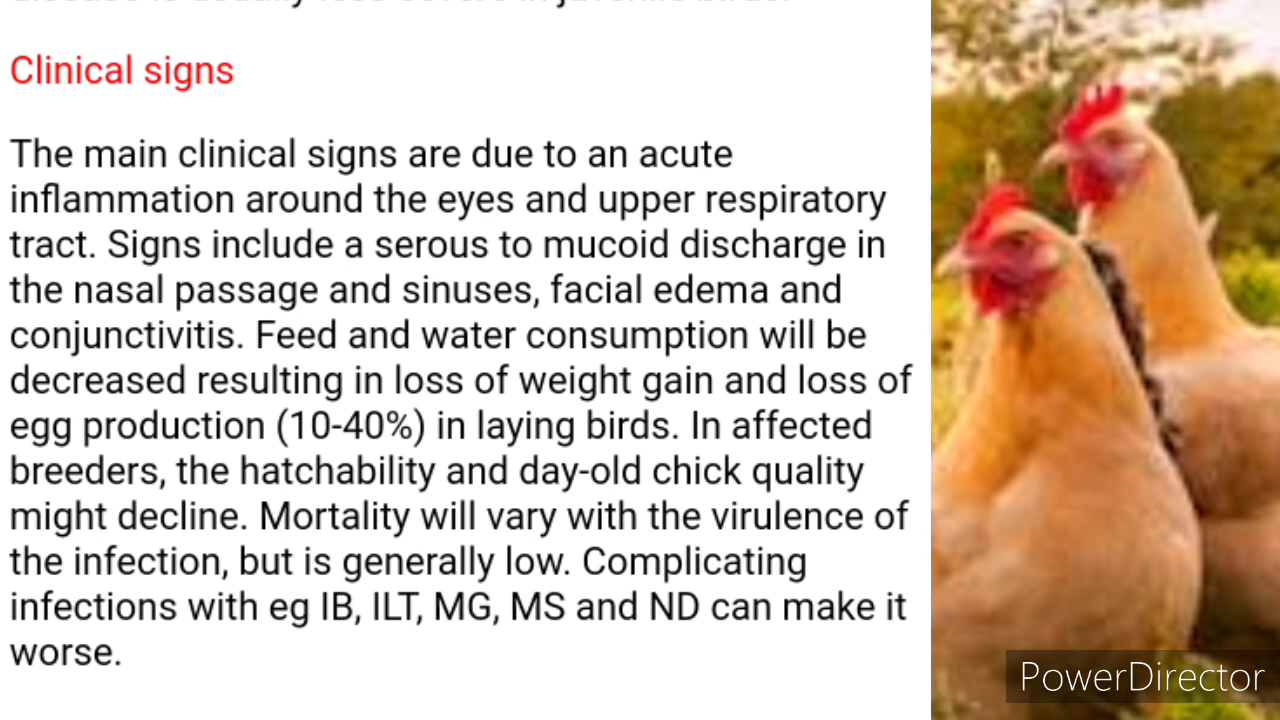 Clinical signs
The main clinical signs are due to an acute
inflammation around the eyes and upper respiratory
tract. Signs include a serous to mucoid discharge in
the nasal passage and sinuses, facial edema and
conjunctivitis. Feed and water consumption will be
decreased resulting in loss of weight gain and loss of
egg production (10-40%) in laying birds. In affected
breeders, the hatchability and day-old chick quality
might decline. Mortality will vary with the virulence of
the infection, but is generally low. Complicating
infections with eg IB, ILT, MG, MS and ND can make it
worse.
PowerDirector